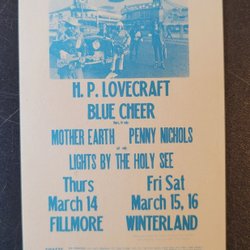 H. P. LOVECRAFT
BLUE CHEER
MOTHER EARTH PENNY NICHOLS
LIGHTS BY THE HOLY SEE
Thurs Fri Sat
March 14 March 15, 16
FILLMORE WINTERLAND